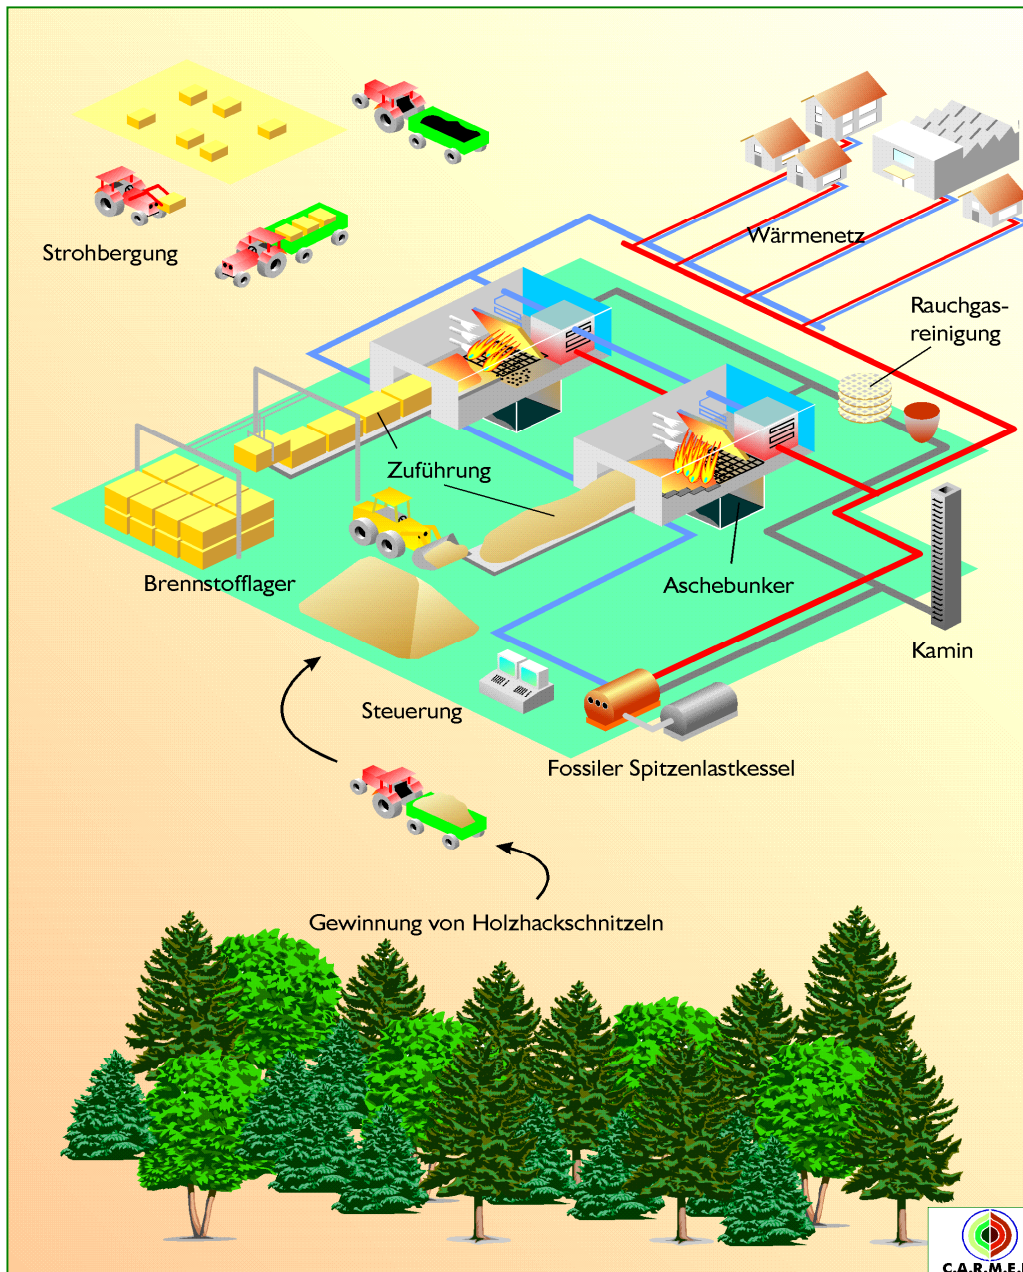 Strohbergung
Wärmenetz
Rauchgas-
reinigung
Zuführung
Brennstofflager
Aschebunker
Kamin
Steuerung
Fossiler Spitzenlastkessel
Gewinnung von Holzhackschnitzeln